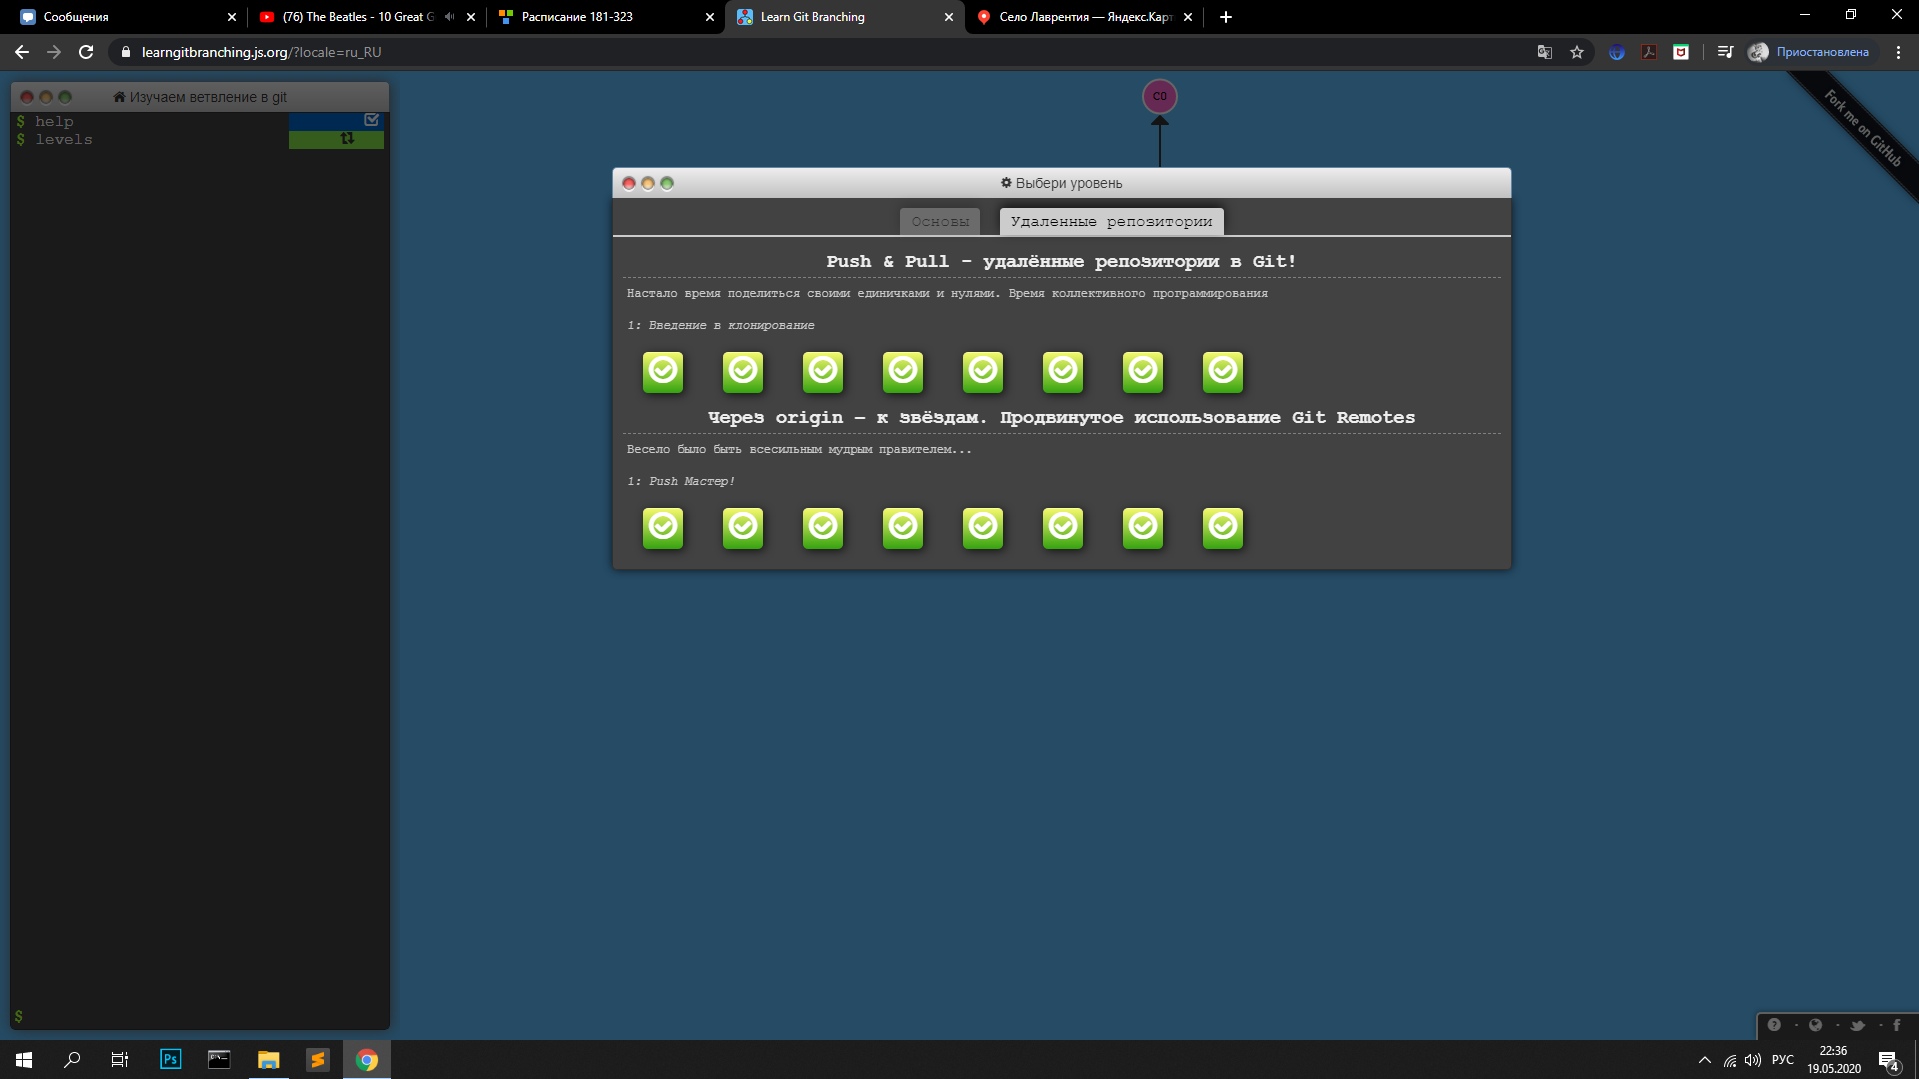 Сообщения
(76) The Beatles - 10 Great G
Расписание 181-323
Learn Git Branching
Село Лаврентия — Яндекс.Карт
learngitbranching.js.org/?locale=ru_RU
Приостановлена
Изучаем ветвление в git
$ help
$ levels
$
C0
Fork me on GitHub
Выбери уровень
Основы
Удаленные репозитории
Push & Pull - удалённые репозитории в Git!
Настало время поделиться своими единичками и нулями. Время коллективного программирования
1: Введение в клонирование
Через origin – к звёздам. Продвинутое использование Git Remotes
Весело было быть всесильным мудрым правителем...
1: Push Мастер!
Ps
РУС
22:36
19.05.2020
4